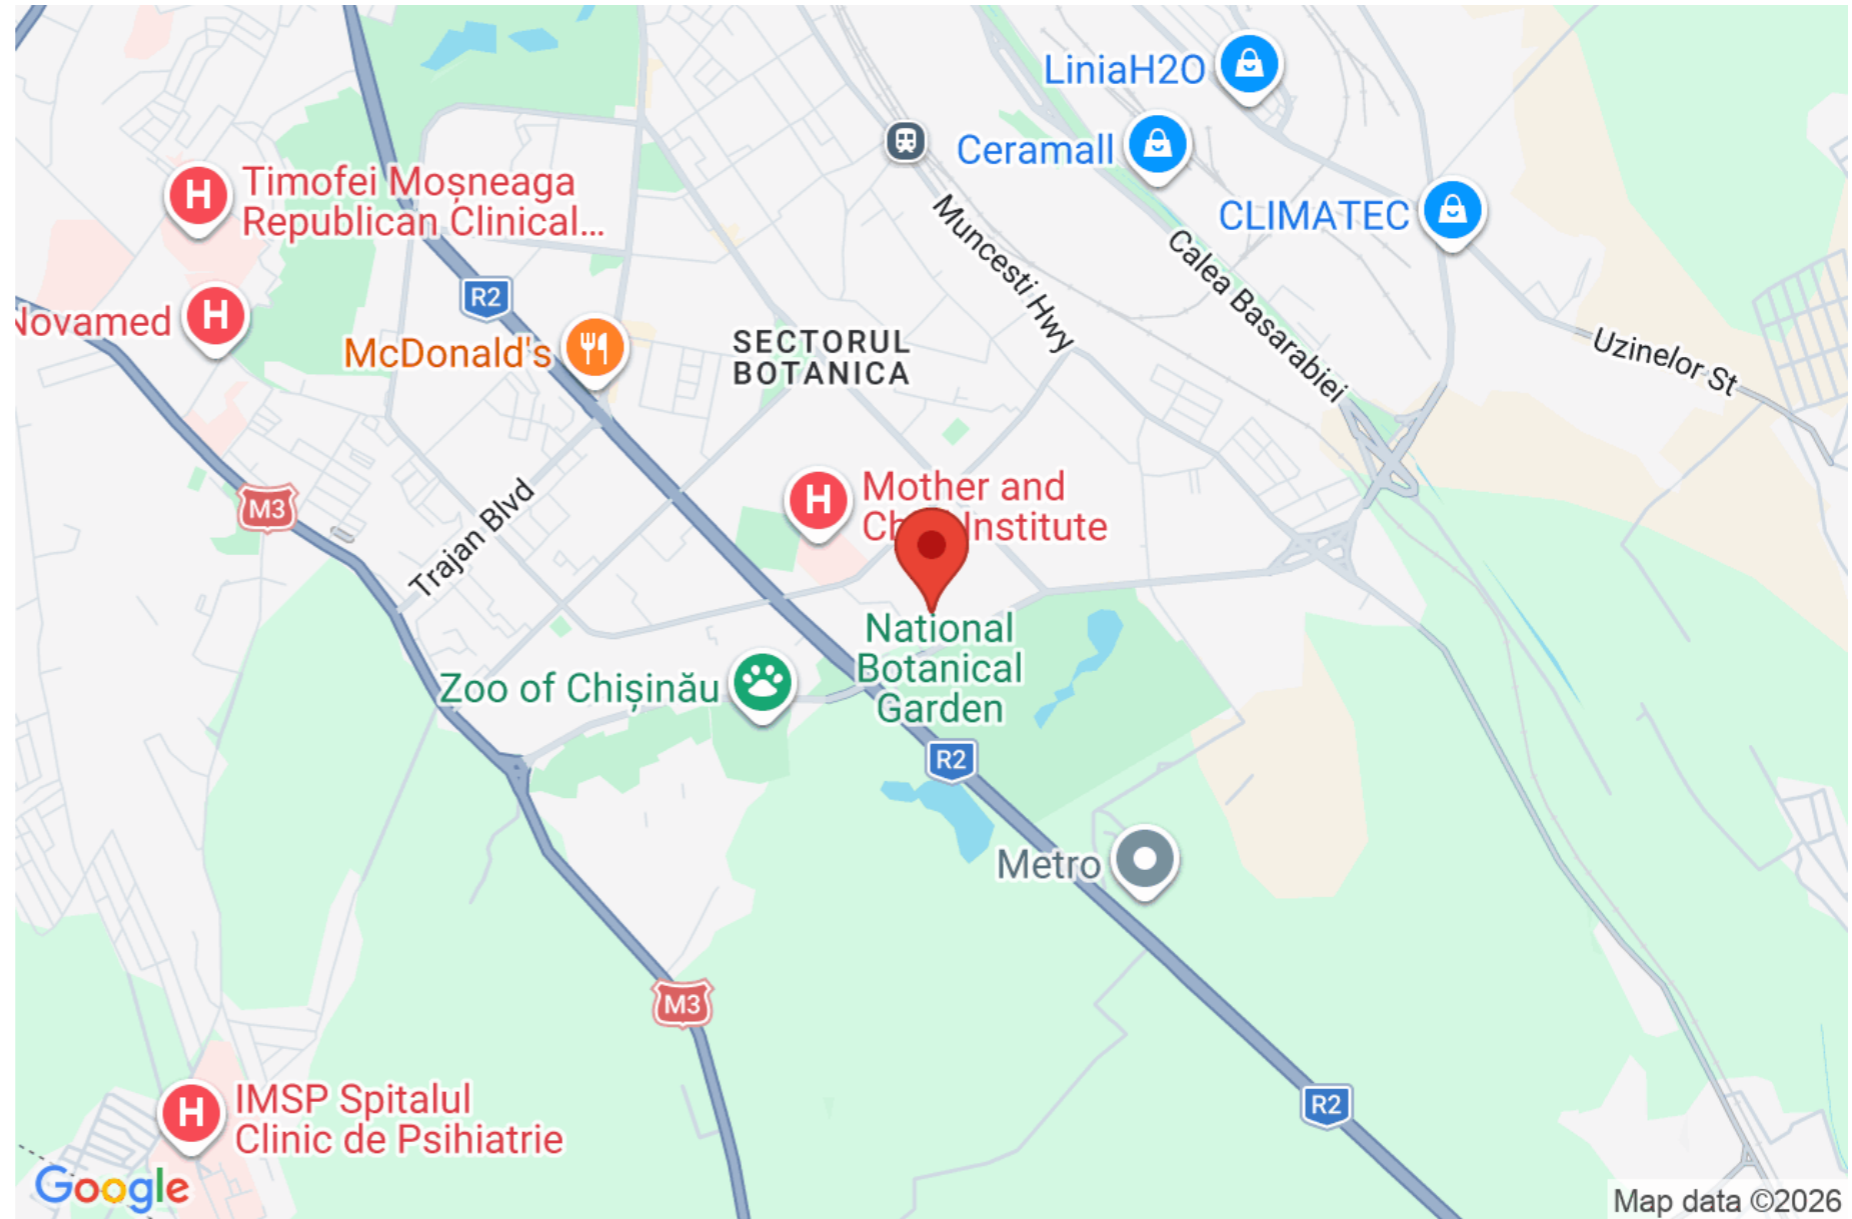 LiniaH2O
Ceramall
CLIMATEC
Timofei Moșneaga
Republican Clinical...
Muncesti Hwy
Calea Basarabiei
R2
Novamed
McDonald's
SECTORUL
BOTANICA
Uzinelor St
M3
Trajan Blvd
Mother and
Institute
National
Botanical
Garden
Zoo of Chișinău
R2
Metro
M3
R2
IMSP Spitalul
Clinic de Psihiatrie
Google
Map data ©2026